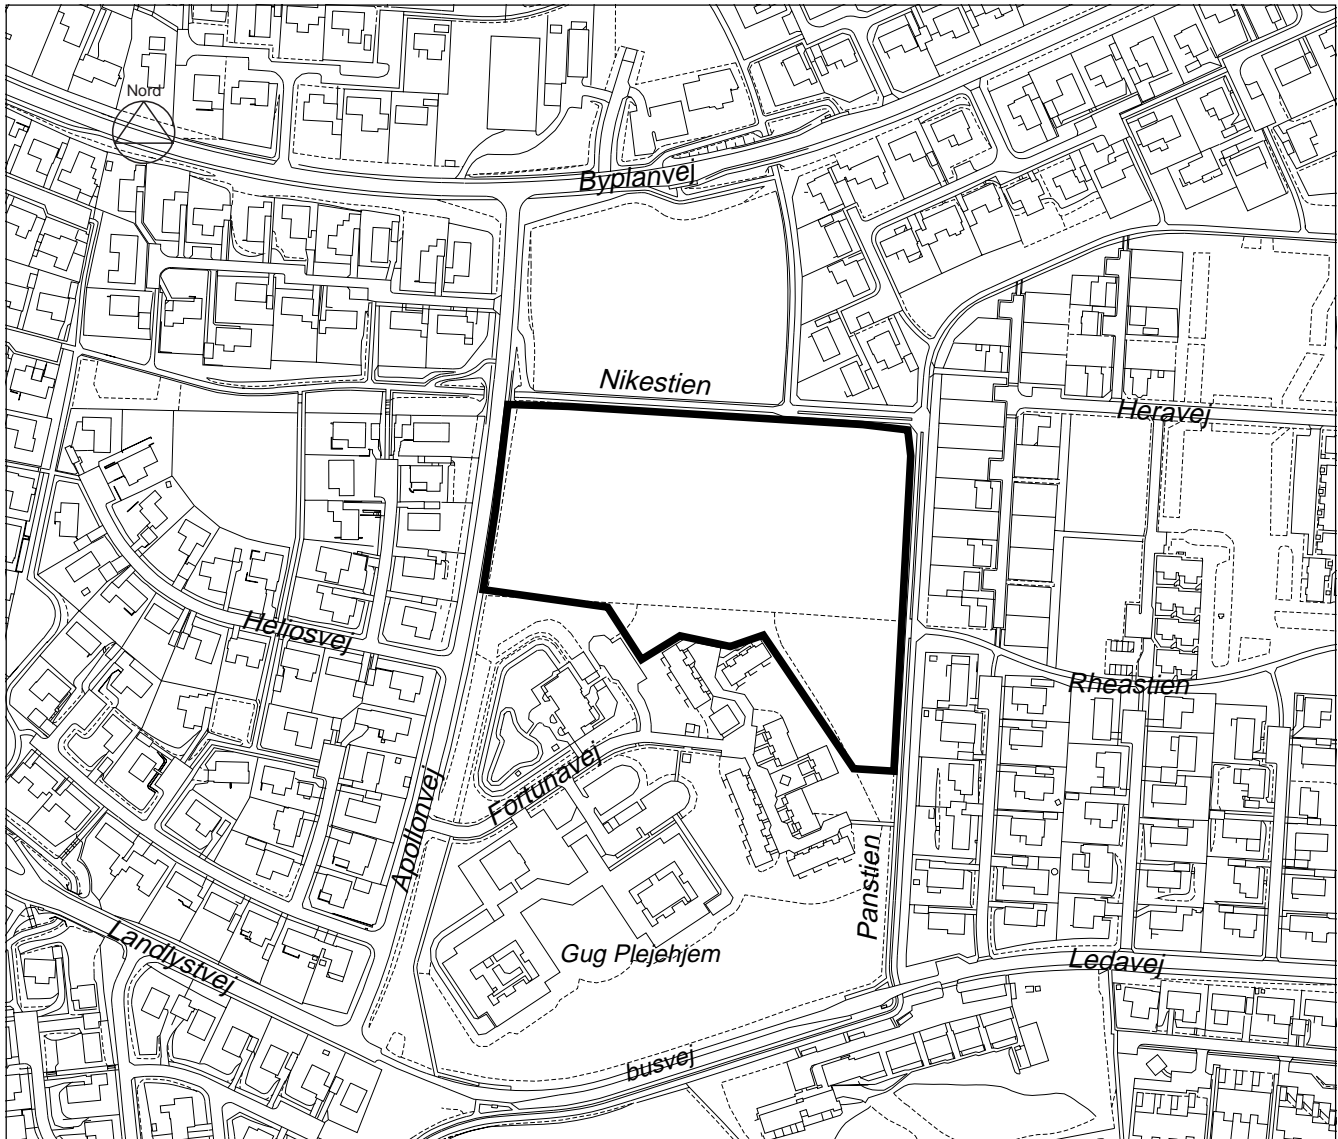 Nord
Byplanvej
Nikestien
Heravej
Heliosvej
Rheastien
Fortunavej
Apollonvej
Panstien
Landlystvej
Gug Plejehjem
Ledavej
busvej